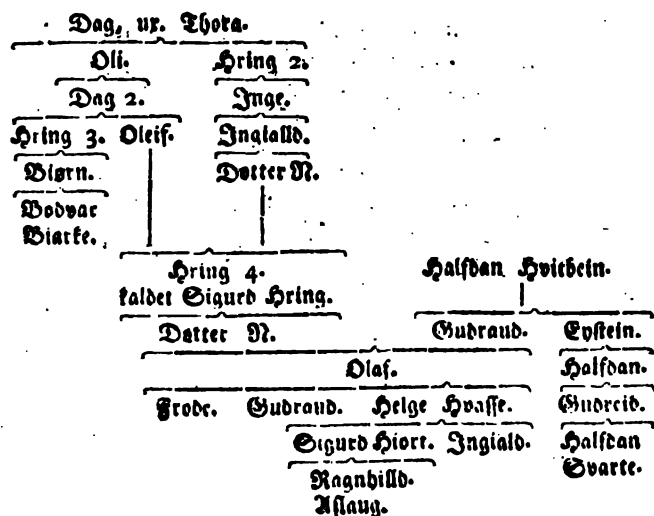 Dag, ux. Thora.
Oli. Hring 2.
Dag 2. Inge.
Hring 3. Oleif. Ingialld.
Biørn. Dotter N.
Bodvar
Biarke.
Hring 4. Halfdan Hvitbein.
kaldet Sigurd Hring.
Dotter N. Gudraud. Eystein.
Olaf. Halfdan.
Frode. Gudraud. Helge Hvasse. Gudreid.
Sigurd Hiort. Ingiald. Halfdan
Ragnhilld. Svarte.
Aslaug.